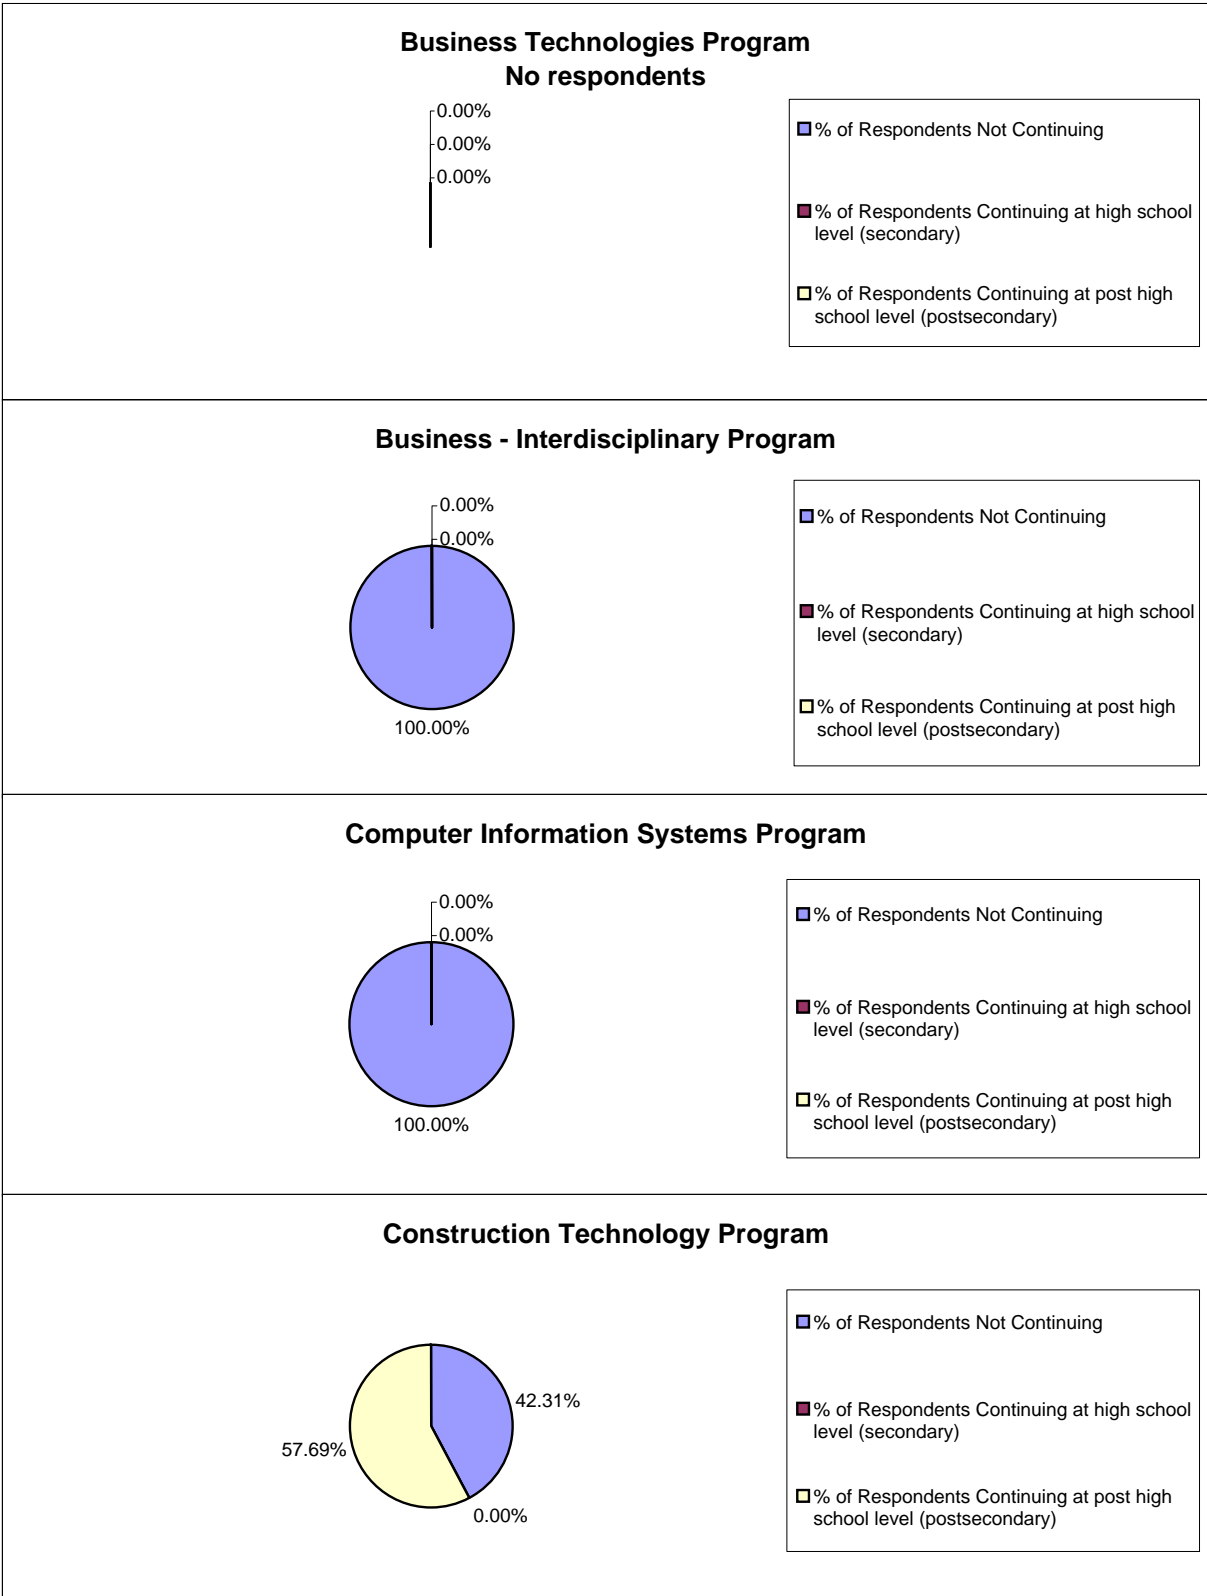 Business Technologies Program
No respondents
0.00%
0.00%
0.00%
% of Respondents Not Continuing
% of Respondents Continuing at high school
level (secondary)
% of Respondents Continuing at post high
school level (postsecondary)
Business - Interdisciplinary Program
0.00%
0.00%
100.00%
% of Respondents Not Continuing
% of Respondents Continuing at high school
level (secondary)
% of Respondents Continuing at post high
school level (postsecondary)
Computer Information Systems Program
0.00%
0.00%
100.00%
% of Respondents Not Continuing
% of Respondents Continuing at high school
level (secondary)
% of Respondents Continuing at post high
school level (postsecondary)
Construction Technology Program
42.31%
57.69%
0.00%
% of Respondents Not Continuing
% of Respondents Continuing at high school
level (secondary)
% of Respondents Continuing at post high
school level (postsecondary)